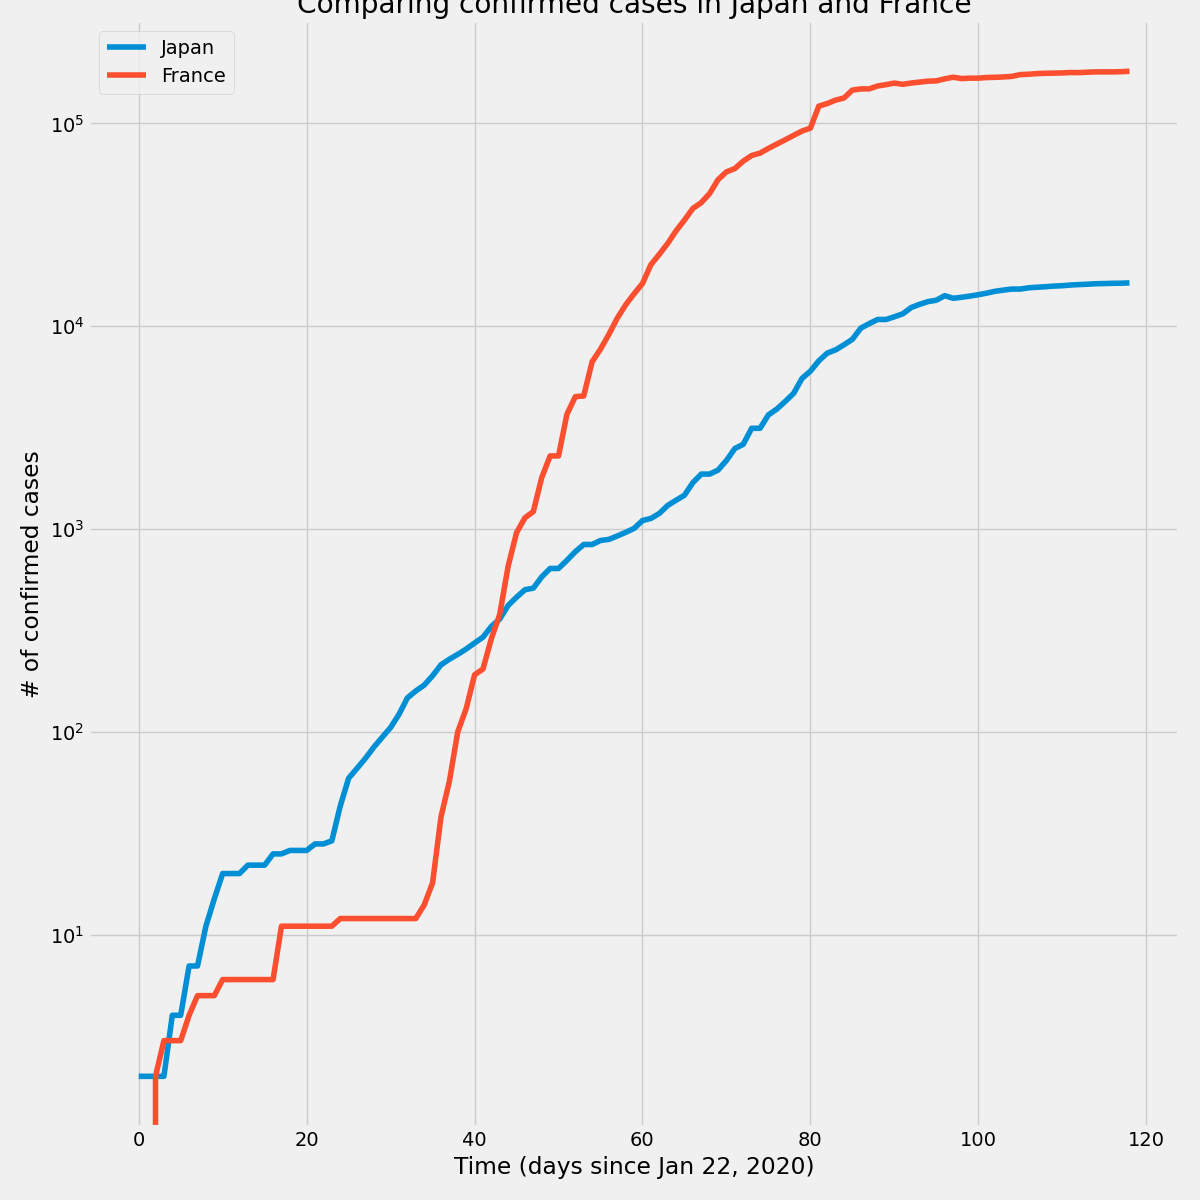 Comparing confirmed cases in Japan and France
Japan
France
10^5
10^4
10^3
10^2
10^1
# of confirmed cases
0 20 40 60 80 100 120
Time (days since Jan 22, 2020)